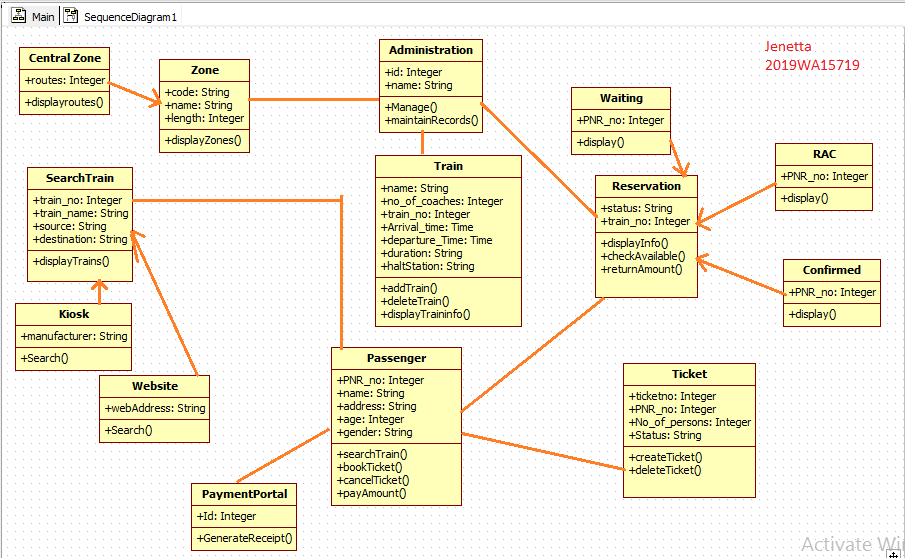 Main
SequenceDiagram1
Jenetta
2019WA15719
Central Zone
+routes: Integer
+displayroutes()
Zone
+code: String
+name: String
+length: Integer
+displayZones()
Administration
+id: Integer
+name: String
+Manage()
+maintainRecords()
Waiting
+PNR_no: Integer
+display()
RAC
+PNR_no: Integer
+display()
SearchTrain
+train_no: Integer
+train_name: String
+source: String
+destination: String
+displayTrains()
Train
+name: String
+no_of_coaches: Integer
+train_no: Integer
+Arrival_time: Time
+departure_Time: Time
+duration: String
+haltStation: String
+addTrain()
+deleteTrain()
+displayTraininfo()
Reservation
+status: String
+train_no: Integer
+displayInfo()
+checkAvailable()
+returnAmount()
Confirmed
+PNR_no: Integer
+display()
Kiosk
+manufacturer: String
+Search()
Website
+webAddress: String
+Search()
Passenger
+PNR_no: Integer
+name: String
+address: String
+age: Integer
+gender: String
+searchTrain()
+bookTicket()
+cancelTicket()
+payAmount()
Ticket
+ticketno: Integer
+PNR_no: Integer
+No_of_persons: Integer
+Status: String
+createTicket()
+deleteTicket()
PaymentPortal
+Id: Integer
+GenerateReceipt()
Activate Wi